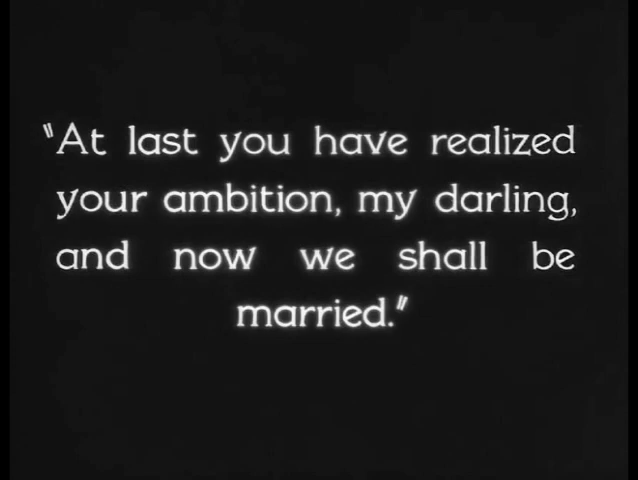 "At last you have realized
your ambition, my darling,
and now we shall be
married."